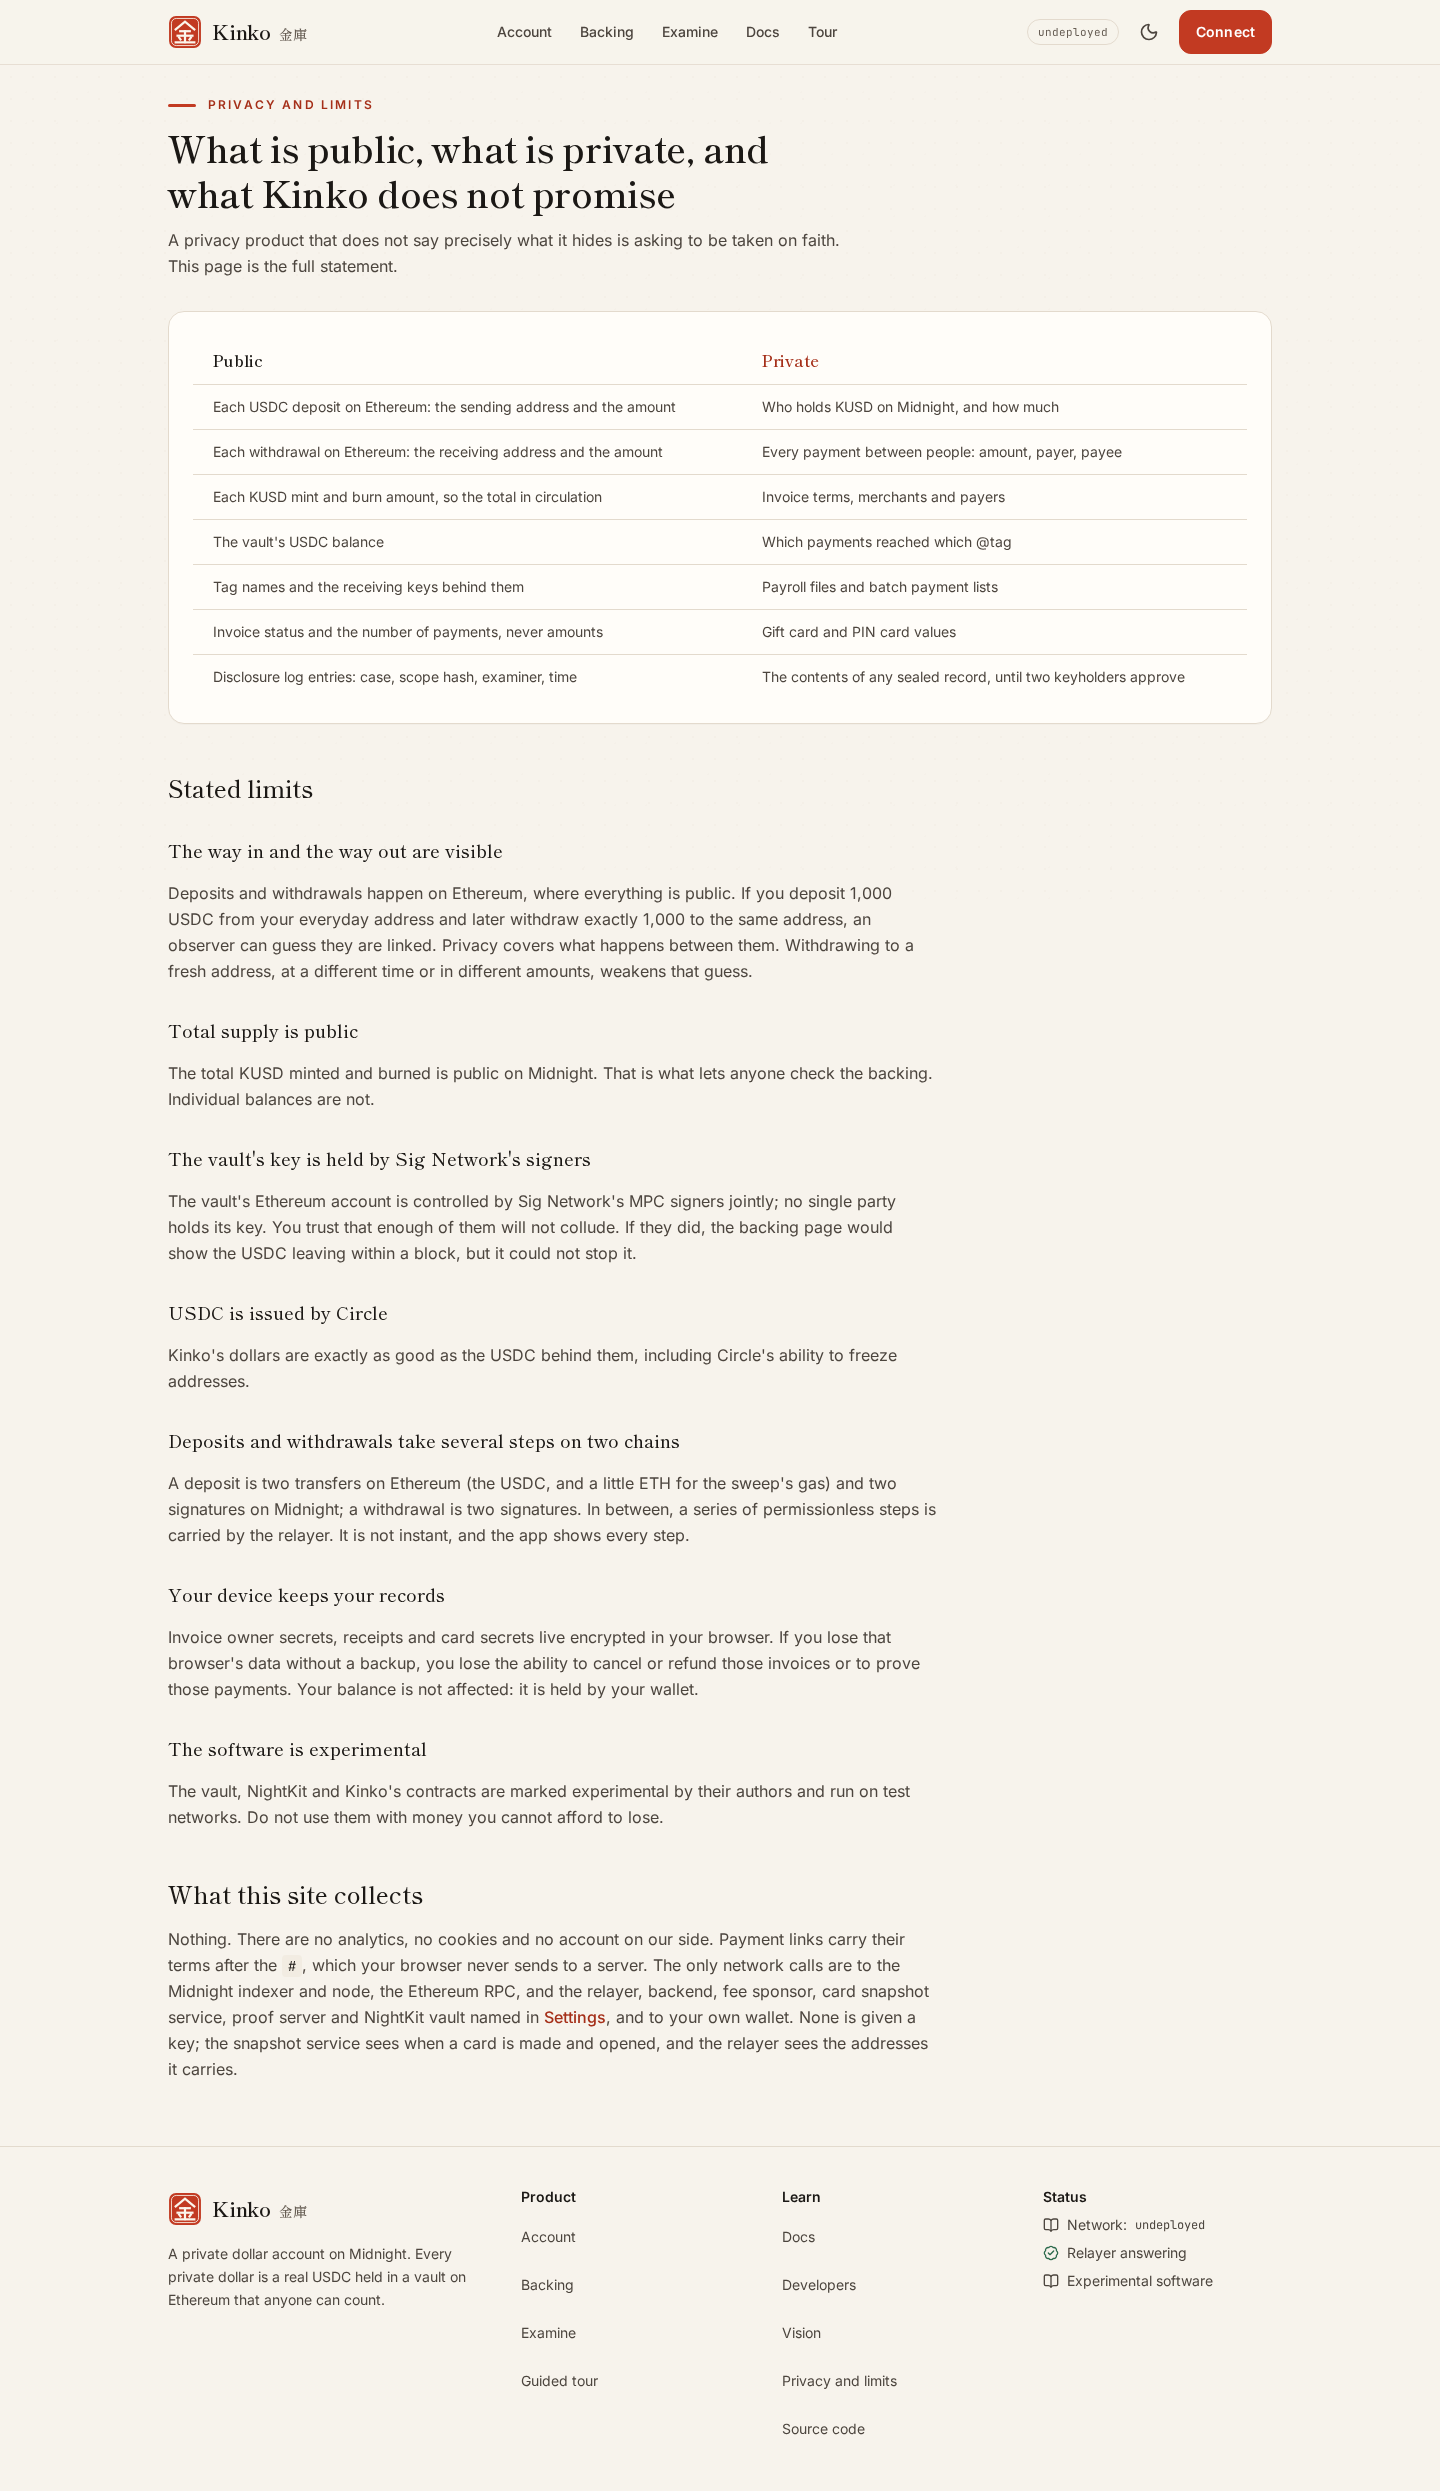 金 Kinko 金庫
Account Backing Examine Docs Tour
undeployed
Connect
PRIVACY AND LIMITS
What is public, what is private, and
what Kinko does not promise
A privacy product that does not say precisely what it hides is asking to be taken on faith.
This page is the full statement.
Public Private
Each USDC deposit on Ethereum: the sending address and the amount Who holds KUSD on Midnight, and how much
Each withdrawal on Ethereum: the receiving address and the amount Every payment between people: amount, payer, payee
Each KUSD mint and burn amount, so the total in circulation Invoice terms, merchants and payers
The vault's USDC balance Which payments reached which @tag
Tag names and the receiving keys behind them Payroll files and batch payment lists
Invoice status and the number of payments, never amounts Gift card and PIN card values
Disclosure log entries: case, scope hash, examiner, time The contents of any sealed record, until two keyholders approve
Stated limits
The way in and the way out are visible
Deposits and withdrawals happen on Ethereum, where everything is public. If you deposit 1,000
USDC from your everyday address and later withdraw exactly 1,000 to the same address, an
observer can guess they are linked. Privacy covers what happens between them. Withdrawing to a
fresh address, at a different time or in different amounts, weakens that guess.
Total supply is public
The total KUSD minted and burned is public on Midnight. That is what lets anyone check the backing.
Individual balances are not.
The vault's key is held by Sig Network's signers
The vault's Ethereum account is controlled by Sig Network's MPC signers jointly; no single party
holds its key. You trust that enough of them will not collude. If they did, the backing page would
show the USDC leaving within a block, but it could not stop it.
USDC is issued by Circle
Kinko's dollars are exactly as good as the USDC behind them, including Circle's ability to freeze
addresses.
Deposits and withdrawals take several steps on two chains
A deposit is two transfers on Ethereum (the USDC, and a little ETH for the sweep's gas) and two
signatures on Midnight; a withdrawal is two signatures. In between, a series of permissionless steps is
carried by the relayer. It is not instant, and the app shows every step.
Your device keeps your records
Invoice owner secrets, receipts and card secrets live encrypted in your browser. If you lose that
browser's data without a backup, you lose the ability to cancel or refund those invoices or to prove
those payments. Your balance is not affected: it is held by your wallet.
The software is experimental
The vault, NightKit and Kinko's contracts are marked experimental by their authors and run on test
networks. Do not use them with money you cannot afford to lose.
What this site collects
Nothing. There are no analytics, no cookies and no account on our side. Payment links carry their
terms after the #, which your browser never sends to a server. The only network calls are to the
Midnight indexer and node, the Ethereum RPC, and the relayer, backend, fee sponsor, card snapshot
service, proof server and NightKit vault named in Settings, and to your own wallet. None is given a
key; the snapshot service sees when a card is made and opened, and the relayer sees the addresses
it carries.
金 Kinko 金庫
A private dollar account on Midnight. Every
private dollar is a real USDC held in a vault on
Ethereum that anyone can count.
Product
Account
Backing
Examine
Guided tour
Learn
Docs
Developers
Vision
Privacy and limits
Source code
Status
Network: undeployed
Relayer answering
Experimental software